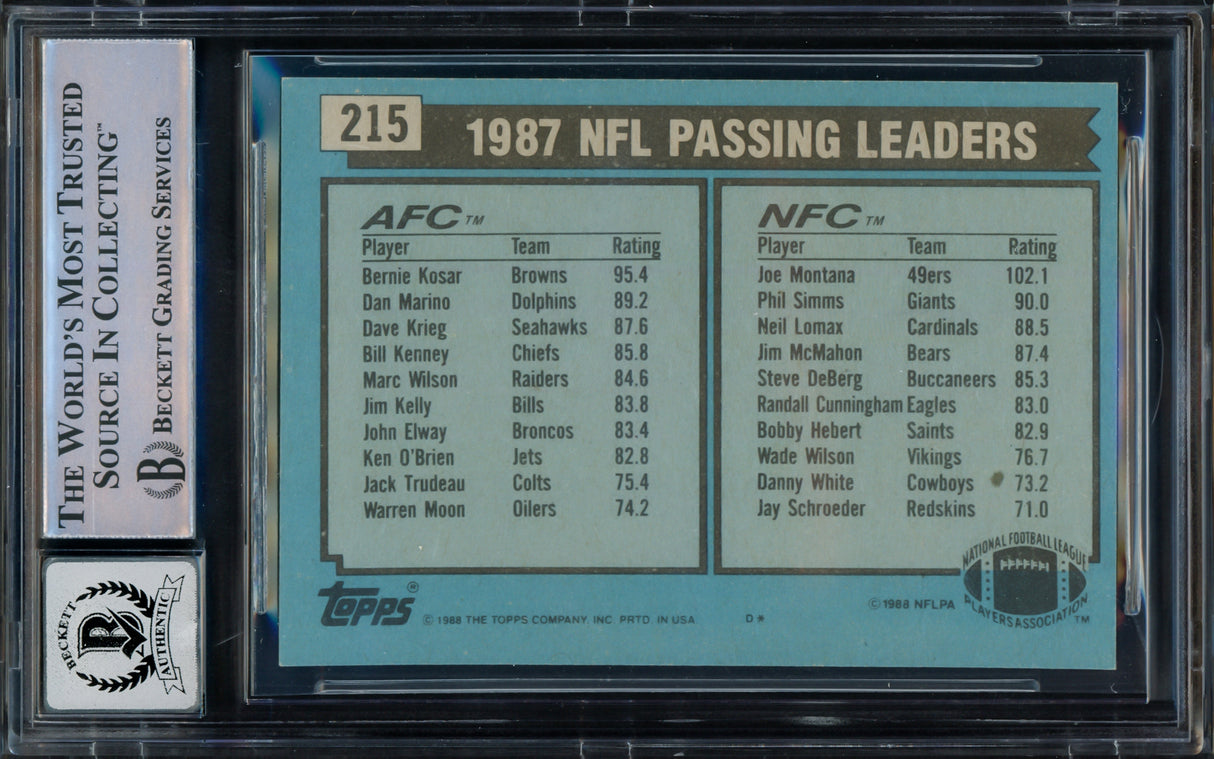 THE WORLD'S MOST TRUSTED
SOURCE IN COLLECTING™
BECKETT GRADING SERVICES
B
BECKETT
B
AUTHENTIC
215
1987 NFL PASSING LEADERS
AFC TM
Player Team Rating
Bernie Kosar Browns 95.4
Dan Marino Dolphins 89.2
Dave Krieg Seahawks 87.6
Bill Kenney Chiefs 85.8
Marc Wilson Raiders 84.6
Jim Kelly Bills 83.8
John Elway Broncos 83.4
Ken O'Brien Jets 82.8
Jack Trudeau Colts 75.4
Warren Moon Oilers 74.2
NFC TM
Player Team Rating
Joe Montana 49ers 102.1
Phil Simms Giants 90.0
Neil Lomax Cardinals 88.5
Jim McMahon Bears 87.4
Steve DeBerg Buccaneers 85.3
Randall Cunningham Eagles 83.0
Bobby Hebert Saints 82.9
Wade Wilson Vikings 76.7
Danny White Cowboys 73.2
Jay Schroeder Redskins 71.0
topps®
© 1988 THE TOPPS COMPANY, INC. PRTD. IN U.S.A.
D*
© 1988 NFLPA
NATIONAL FOOTBALL LEAGUE
PLAYERS ASSOCIATION TM